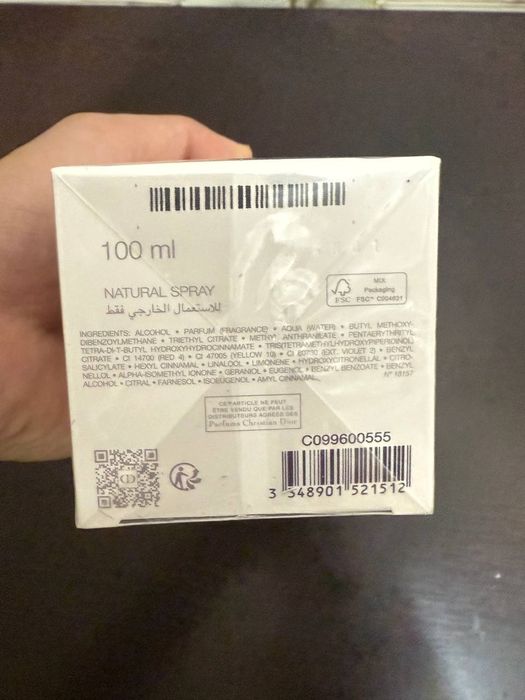 100 ml
NATURAL SPRAY
للاستعمال الخارجي فقط
MIX
Packaging
FSC
FSC™ C004631
INGREDIENTS: ALCOHOL • PARFUM (FRAGRANCE) • AQUA (WATER) • BUTYL METHOXY-
DIBENZOYLMETHANE • TRIETHYL CITRATE • METHYL ANTHRANILATE • PENTAERYTHRITYL
TETRA-DI-T-BUTYL HYDROXYHYDROCINNAMATE • TRIS(TETRAMETHYLHYDROXYPIPERIDINOL)
CITRATE • CI 14700 (RED 4) • CI 47005 (YELLOW 10) • CI 60730 (EXT. VIOLET 2) • BENZYL
SALICYLATE • HEXYL CINNAMAL • LINALOOL • LIMONENE • HYDROXYCITRONELLAL • CITRO-
NELLOL • ALPHA-ISOMETHYL IONONE • GERANIOL • EUGENOL • BENZYL BENZOATE • BENZYL
ALCOHOL • CITRAL • FARNESOL • ISOEUGENOL • AMYL CINNAMAL. N° 18157
CET ARTICLE NE PEUT
ÊTRE VENDU QUE PAR LES
DISTRIBUTEURS AGRÉÉS DES
Parfums Christian Dior
CD
C099600555
3 348901 521512